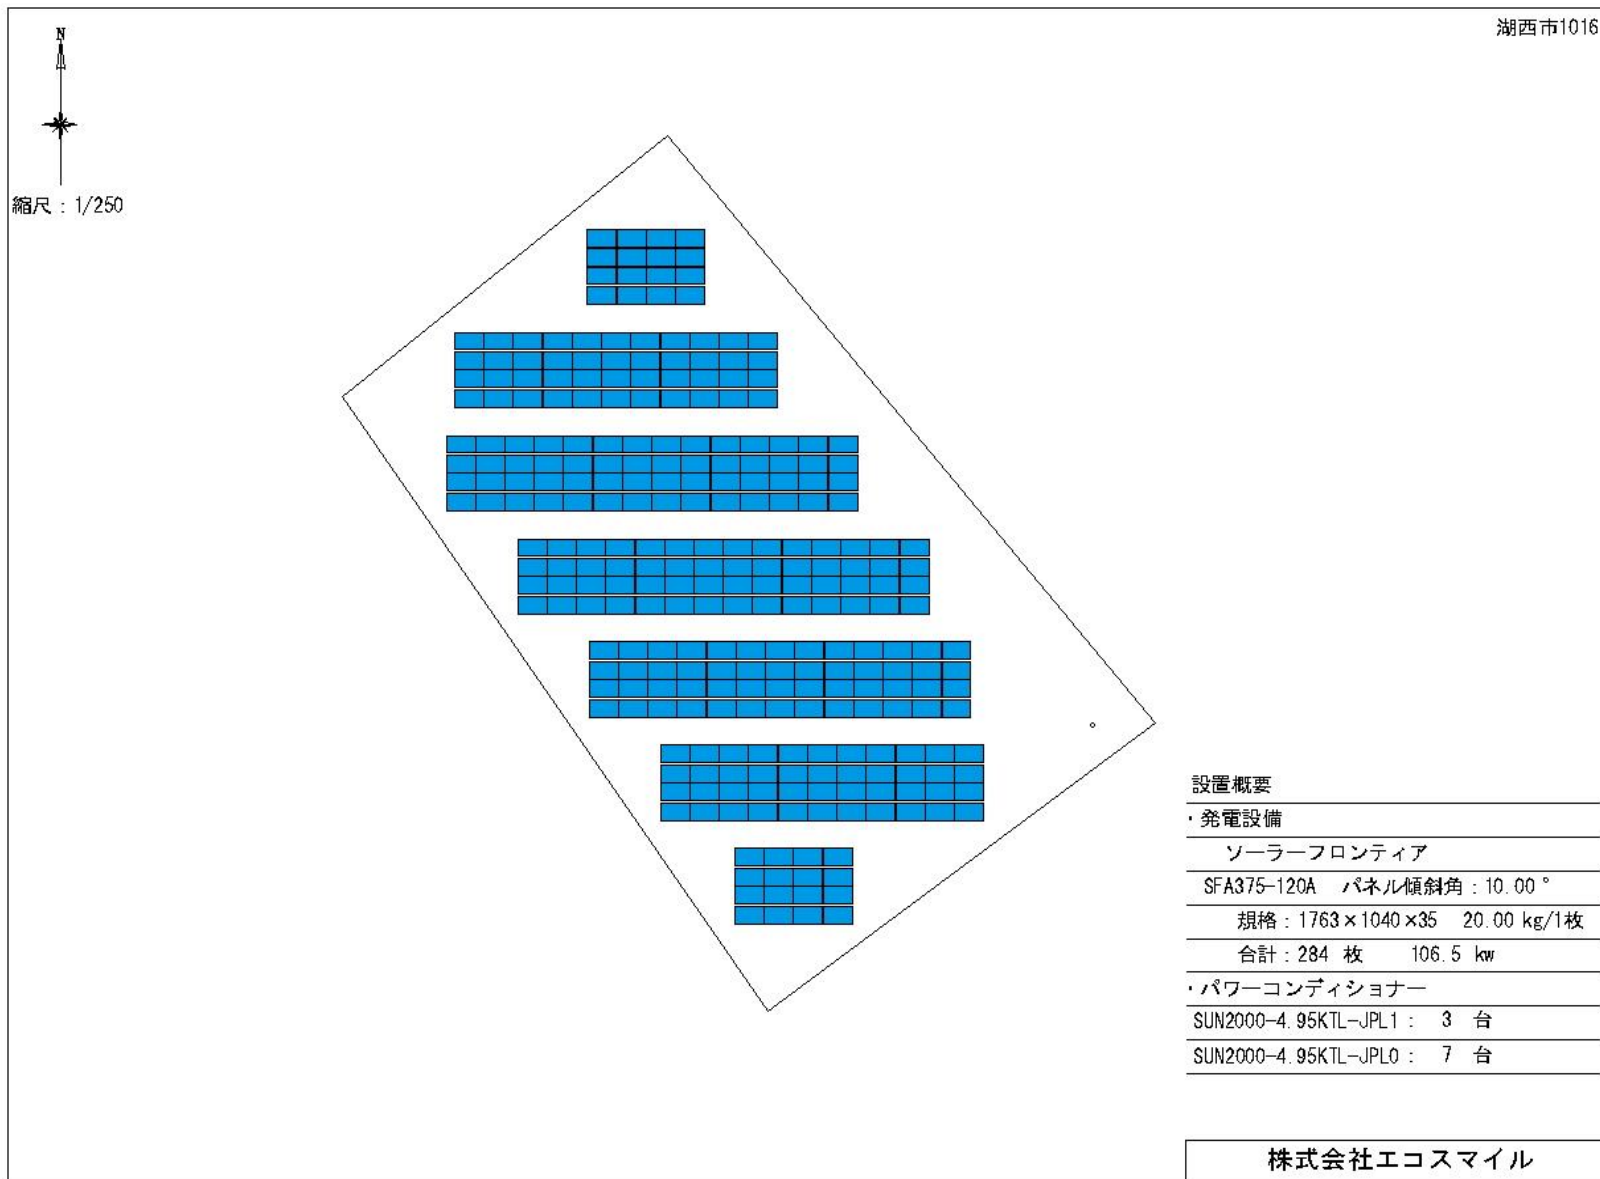 湖西市1016
N
縮尺：1/250
設置概要
・発電設備
ソーラーフロンティア
SFA375-120A パネル傾斜角：10.00°
規格：1763×1040×35 20.00 kg/1枚
合計：284 枚 106.5 kw
・パワーコンディショナー
SUN2000-4.95KTL-JPL1： 3 台
SUN2000-4.95KTL-JPL0： 7 台
株式会社エコスマイル